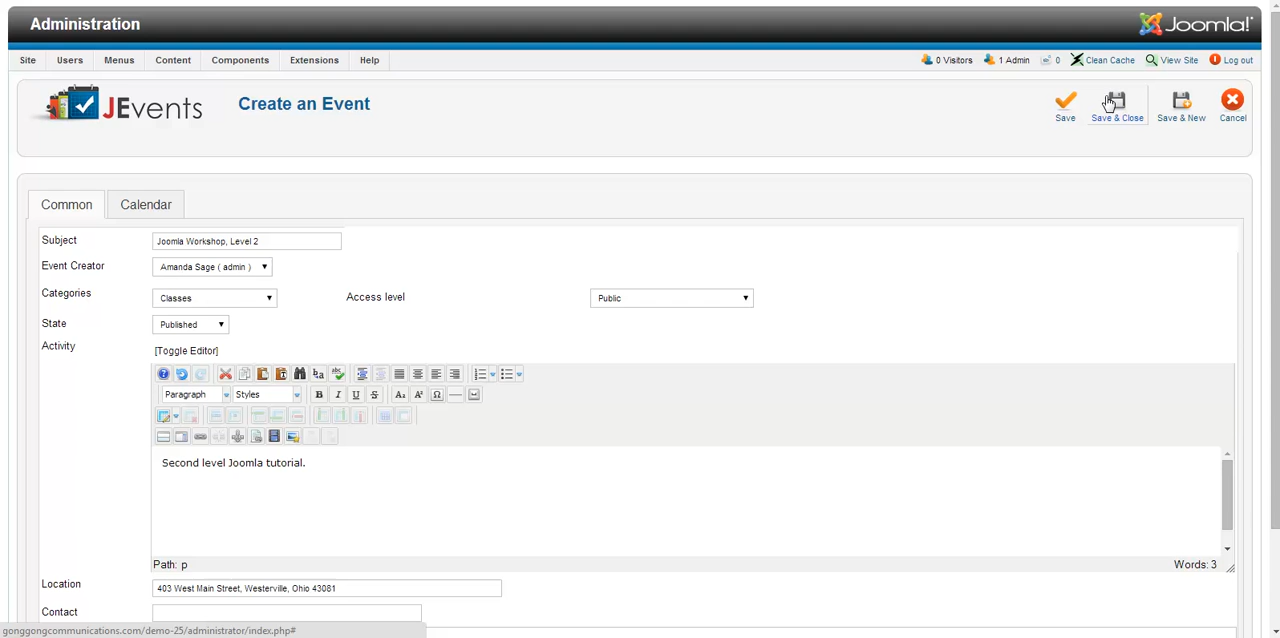 Administration
Joomla!
Site Users Menus Content Components Extensions Help 0 Visitors 1 Admin 0 Clean Cache View Site Log out
JEvents Create an Event
Save Save & Close Save & New Cancel
Common Calendar
Subject Joomla Workshop, Level 2
Event Creator Amanda Sage ( admin )
Categories Classes Access level Public
State Published
Activity
[Toggle Editor]
Paragraph Styles B I U S
Second level Joomla tutorial.
Path: p Words: 3
Location 403 West Main Street, Westerville, Ohio 43081
Contact
gonggongcommunications.com/demo-25/administrator/index.php#